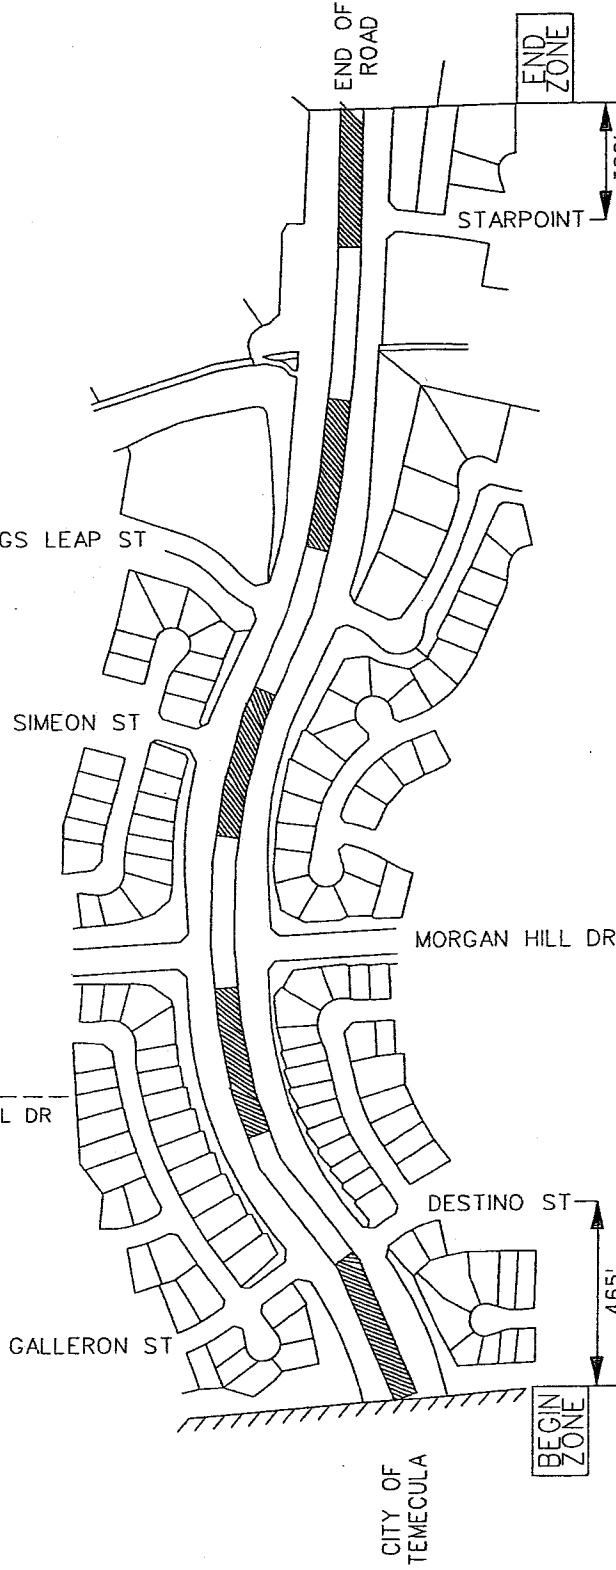 END OF
ROAD
END
ZONE
STARPOINT
GS LEAP ST
SIMEON ST
MORGAN HILL DR
L DR
DESTINO ST
465'
GALLERON ST
BEGIN
ZONE
CITY OF
TEMECULA